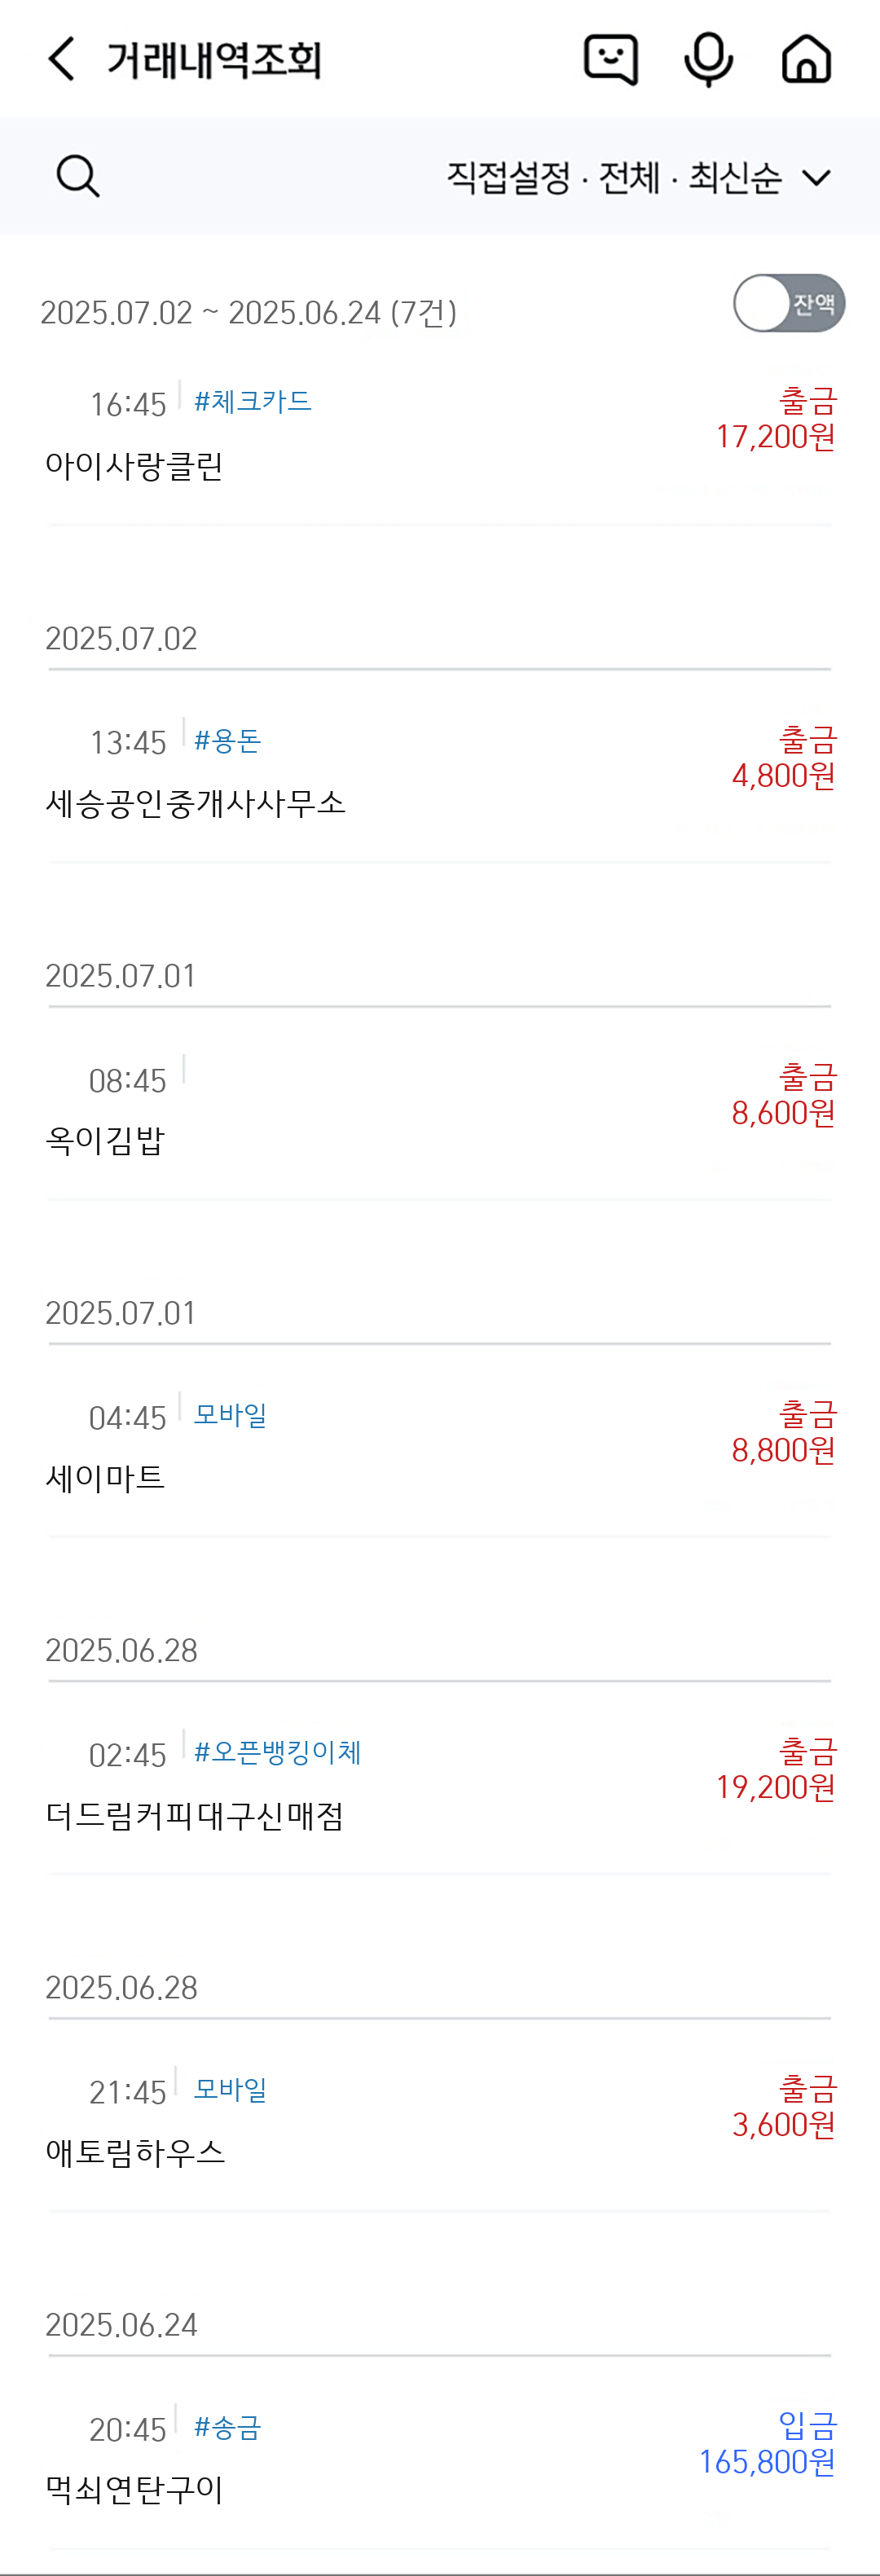 거래내역조회
직접설정 · 전체 · 최신순
2025.07.02 ~ 2025.06.24 (7건)
잔액
16:45 #체크카드
출금
17,200원
아이사랑클린
2025.07.02
13:45 #용돈
출금
4,800원
세승공인중개사사무소
2025.07.01
08:45
출금
8,600원
옥이김밥
2025.07.01
04:45 모바일
출금
8,800원
세이마트
2025.06.28
02:45 #오픈뱅킹이체
출금
19,200원
더드림커피대구신매점
2025.06.28
21:45 모바일
출금
3,600원
애토림하우스
2025.06.24
20:45 #송금
입금
165,800원
먹쇠연탄구이